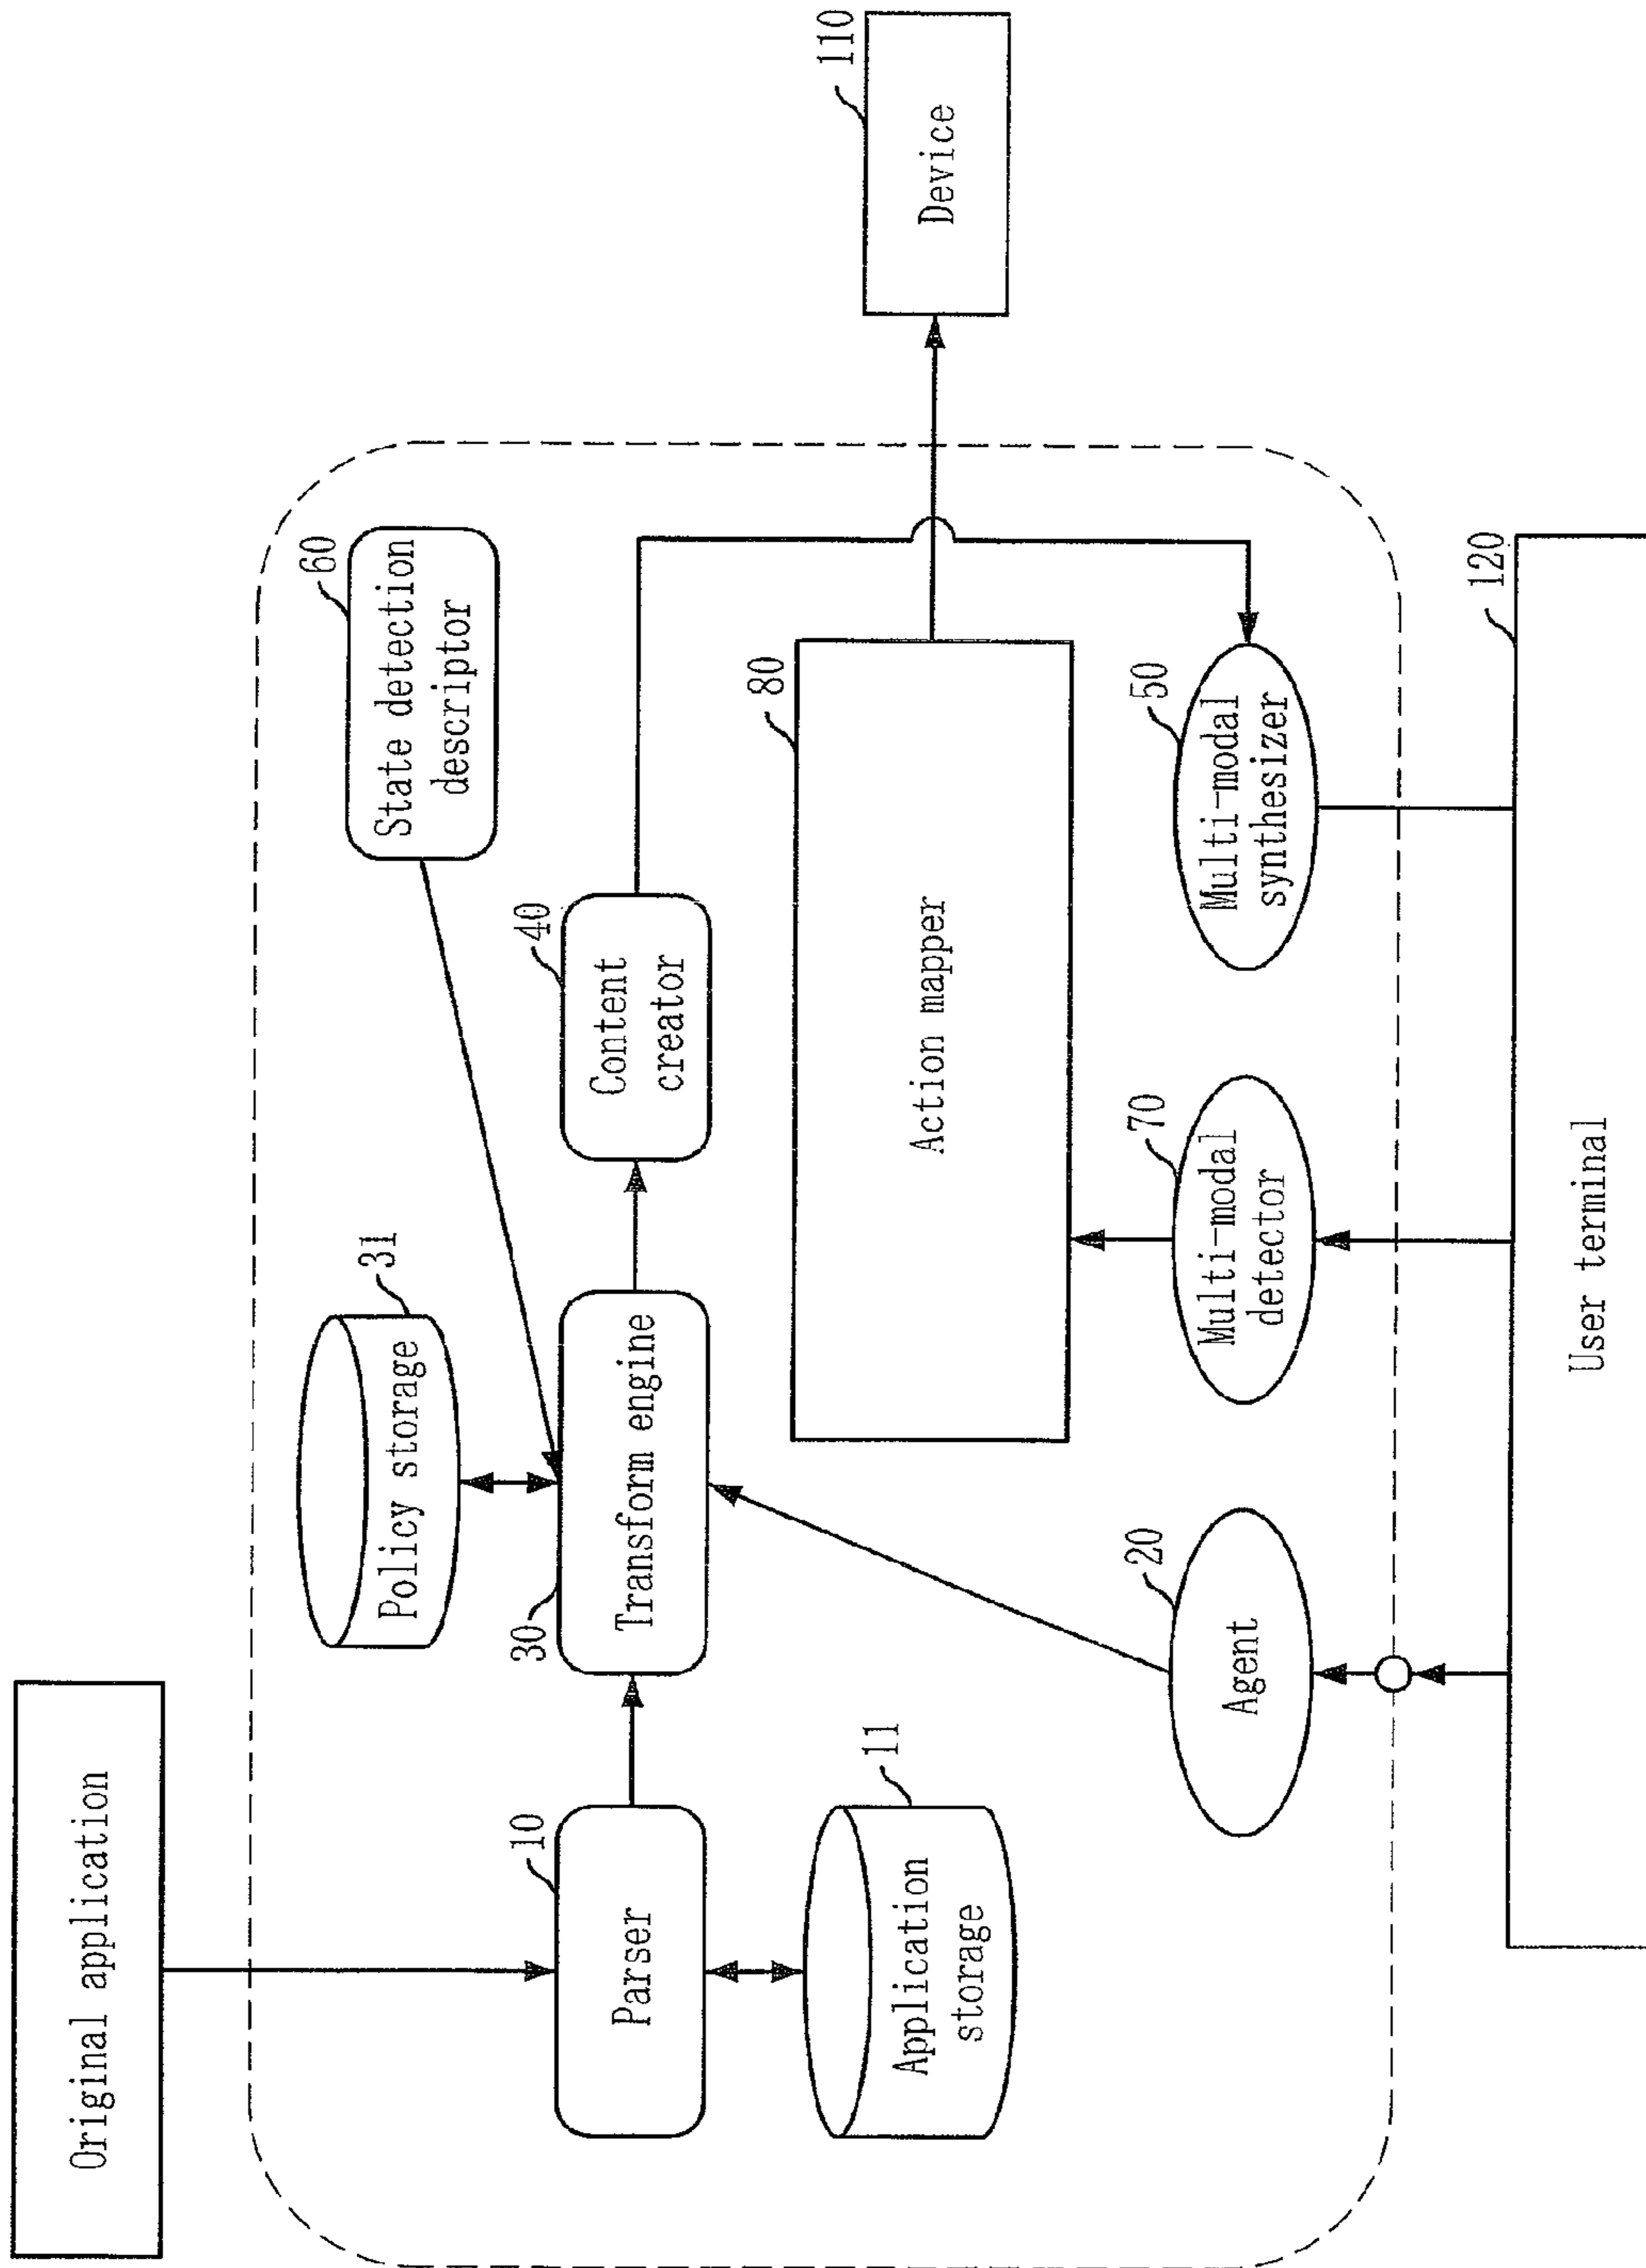 Original application
10
Parser
Application
storage
11
Policy storage
31
30
Transform engine
State detection
descriptor
60
Content
creator
40
Action mapper
80
Device
110
Agent
20
Multi-modal
detector
70
Multi-modal
synthesizer
50
User terminal
120